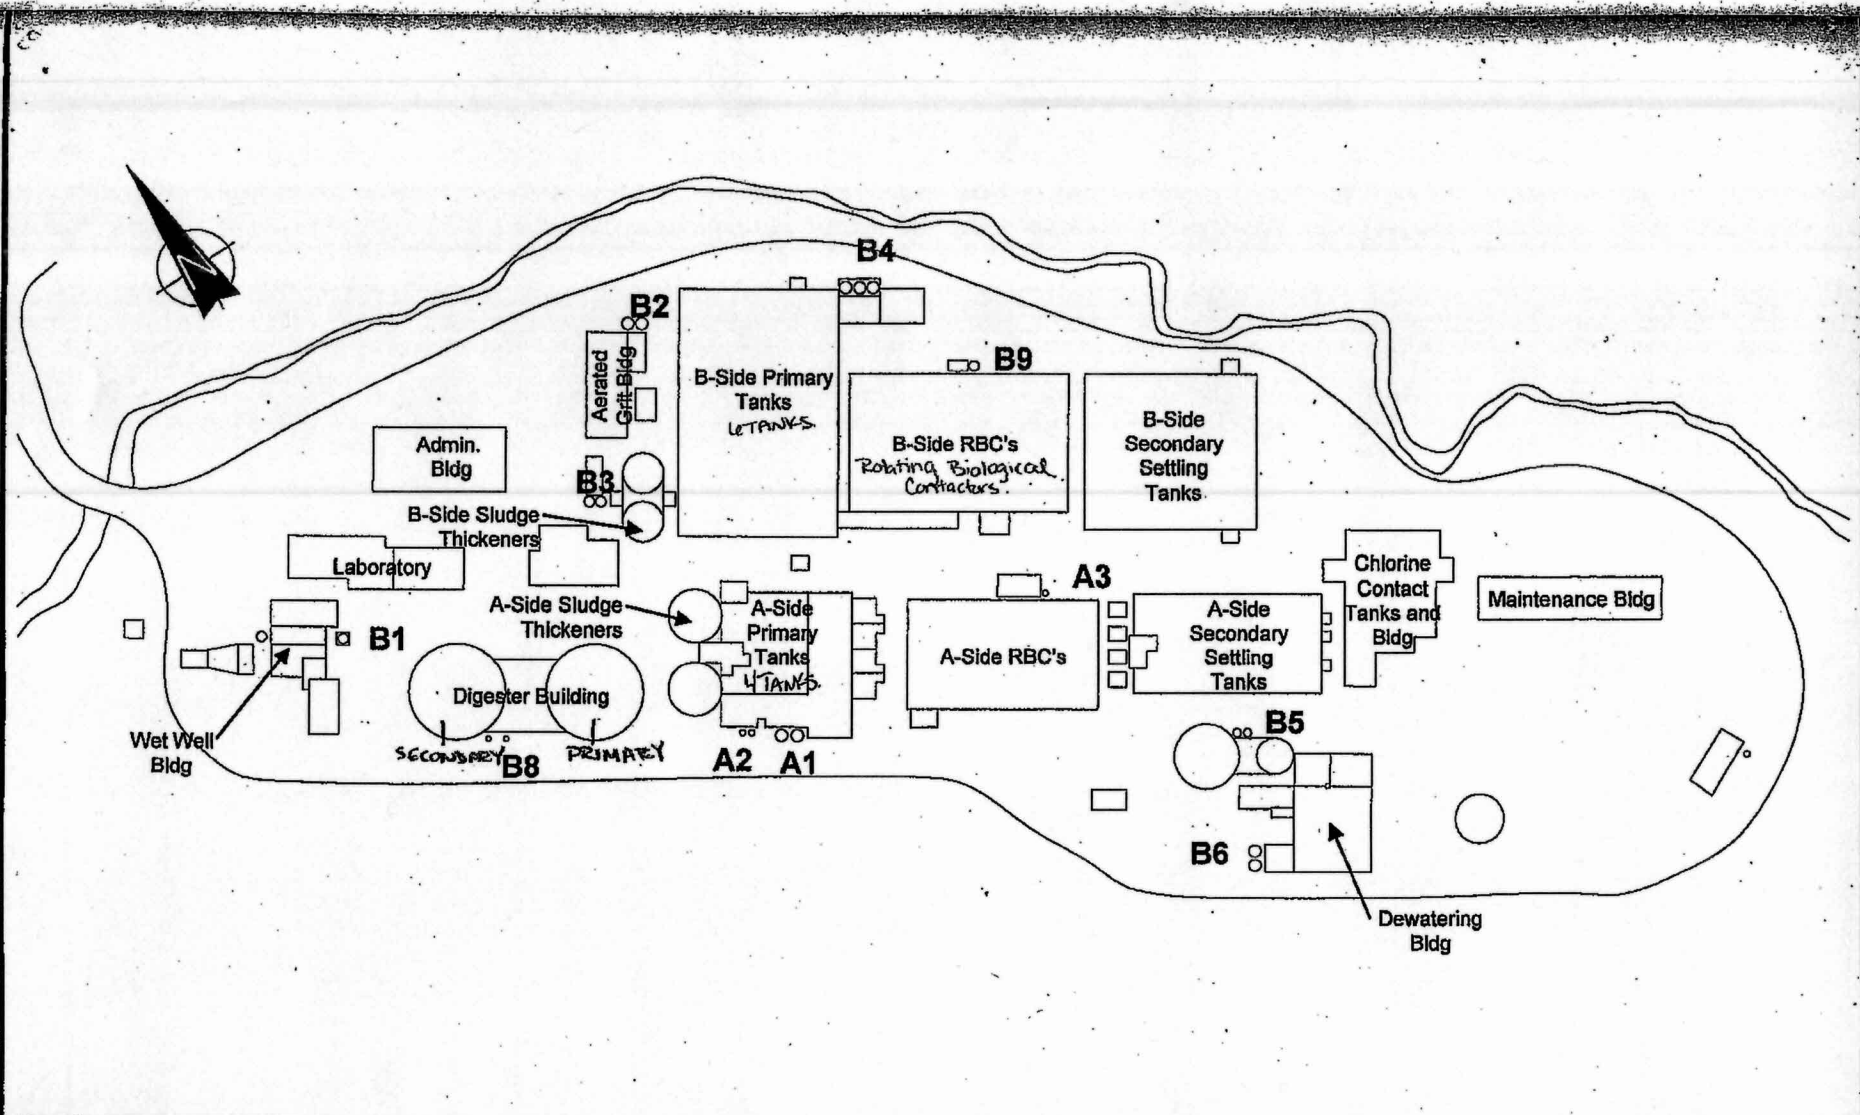 B4
B2
Aerated
Grit Bldg
B-Side Primary
Tanks
6 TANKS
B9
B-Side RBC's
Rotating Biological
Contactors
B-Side
Secondary
Settling
Tanks
Admin.
Bldg
B3
B-Side Sludge
Thickeners
Laboratory
A-Side Sludge
Thickeners
A-Side
Primary
Tanks
4 TANKS.
A3
A-Side RBC's
A-Side
Secondary
Settling
Tanks
Chlorine
Contact
Tanks and
Bldg
Maintenance Bldg
B1
Wet Well
Bldg
Digester Building
SECONDARY
PRIMARY
B8
A2
A1
B5
B6
Dewatering
Bldg
N